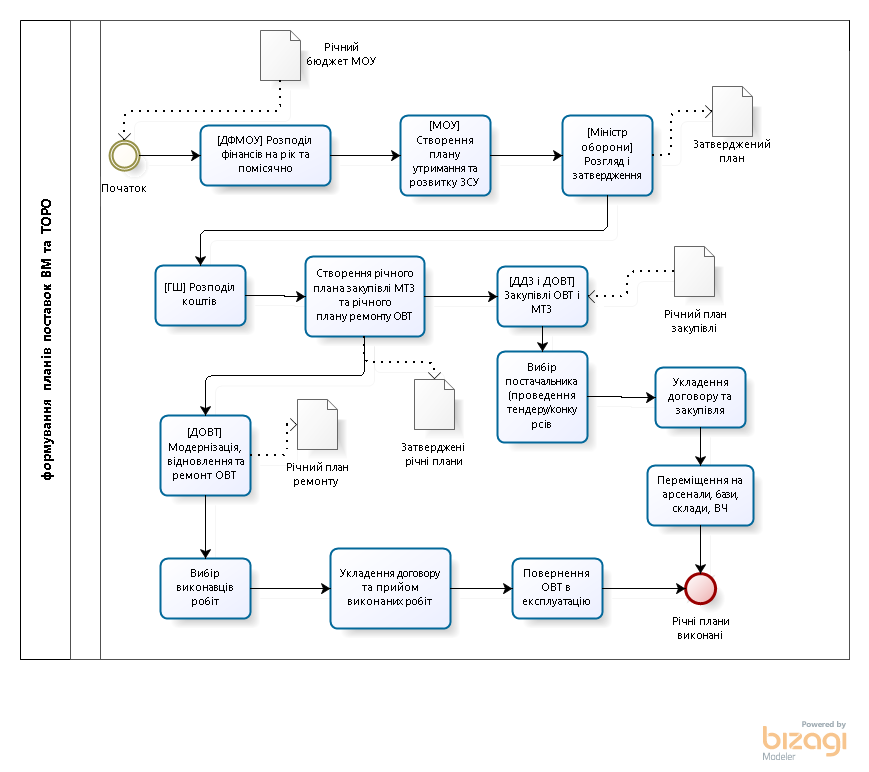 формування планів поставок ВМ та ТОРО
Річний
бюджет МОУ
Початок
[ДФМОУ] Розподіл
фінансів на рік та
помісячно
[МОУ]
Створення
плану
утримання та
розвитку ЗСУ
[Міністр
оборони]
Розгляд і
затвердження
Затверджений
план
[ГШ] Розподіл
коштів
Створення річного
плана закупівлі МТЗ
та річного
плану ремонту ОВТ
[ДДЗ і ДОВТ]
Закупівлі ОВТ і
МТЗ
Річний план
закупівлі
Вибір
постачальника
(проведення
тендеру/конку
рсів)
Укладення
договору та
закупівля
Затверджені
річні плани
[ДОВТ]
Модернізація,
відновлення та
ремонт ОВТ
Річний план
ремонту
Переміщення на
арсенали, бази,
склади, ВЧ
Вибір
виконавців
робіт
Укладення договору
та прийом
виконаних робіт
Повернення
ОВТ в
експлуатацію
Річні плани
виконані
Powered by
bizagi
Modeler